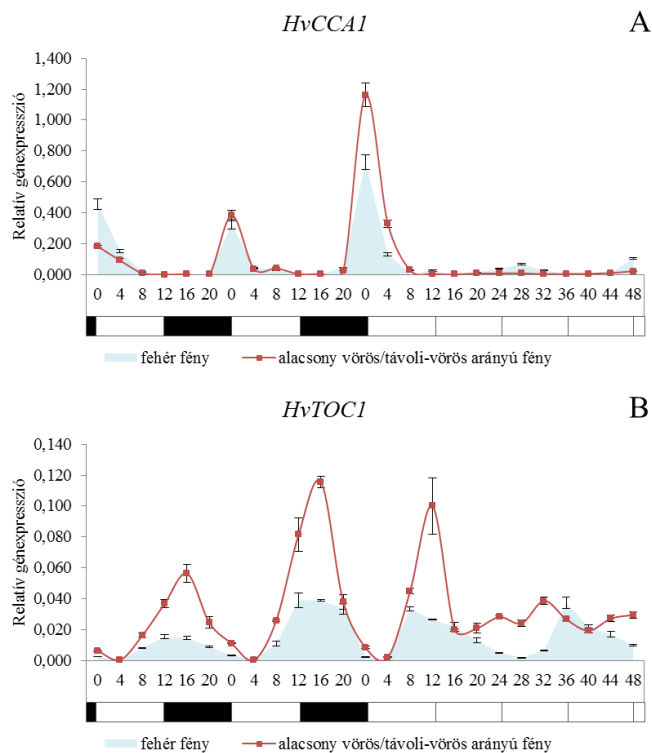 HvCCA1
A
Relatív génexpresszió
1,400
1,200
1,000
0,800
0,600
0,400
0,200
0,000
0 4 8 12 16 20 0 4 8 12 16 20 0 4 8 12 16 20 24 28 32 36 40 44 48
fehér fény
alacsony vörös/távoli-vörös arányú fény
HvTOC1
B
Relatív génexpresszió
0,140
0,120
0,100
0,080
0,060
0,040
0,020
0,000
0 4 8 12 16 20 0 4 8 12 16 20 0 4 8 12 16 20 24 28 32 36 40 44 48
fehér fény
alacsony vörös/távoli-vörös arányú fény